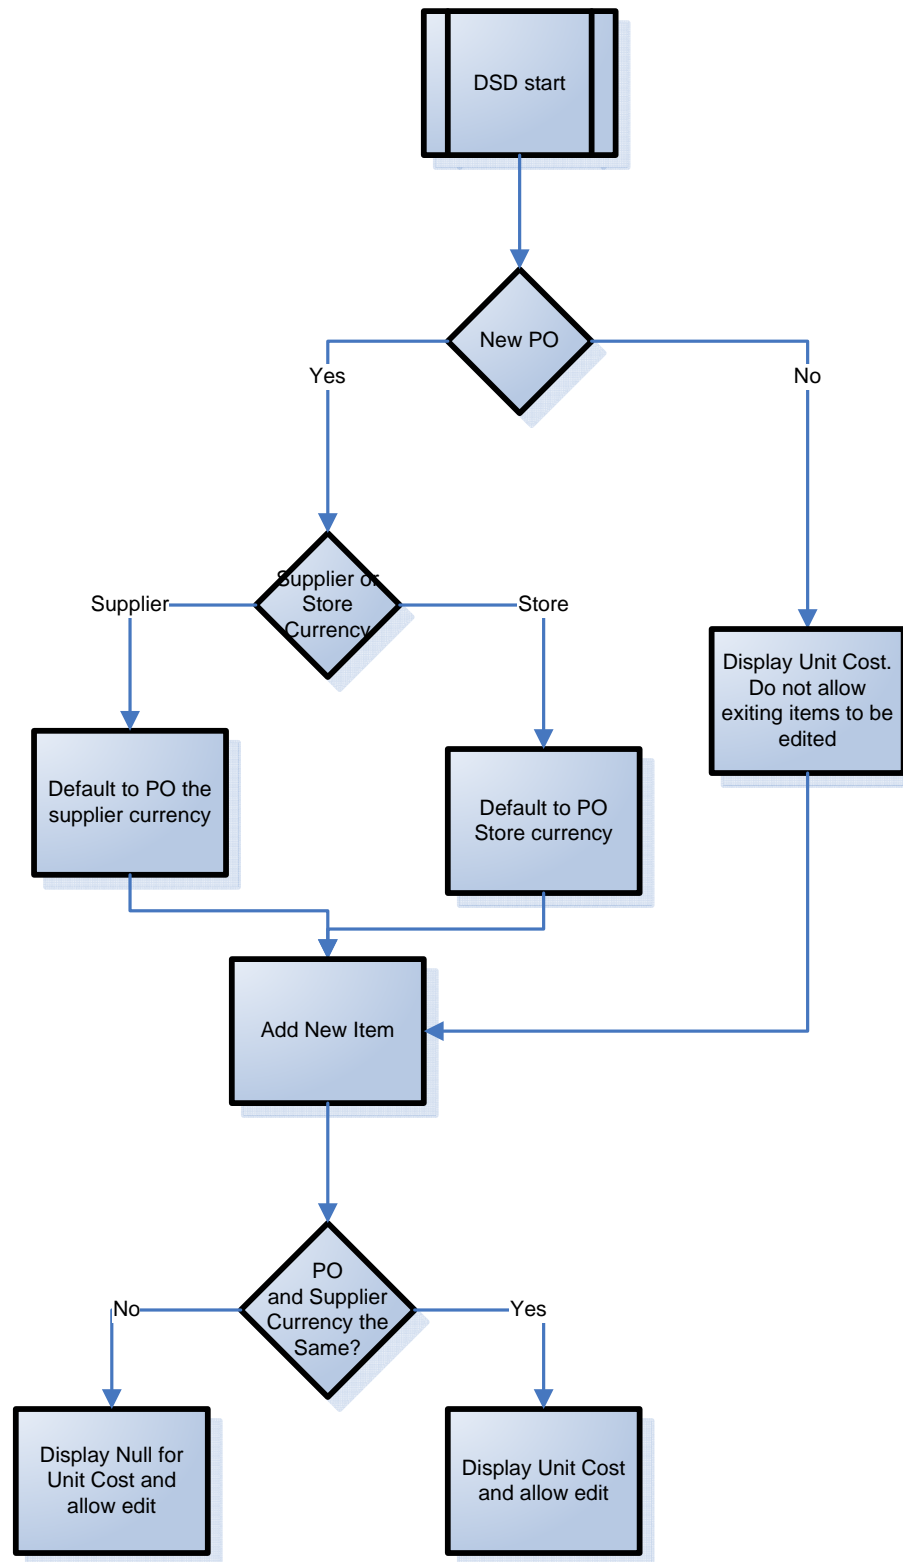 DSD start
New PO
Yes
No
Supplier or
Store
Currency
Supplier
Store
Display Unit Cost.
Do not allow
exiting items to be
edited
Default to PO the
supplier currency
Default to PO
Store currency
Add New Item
PO
and Supplier
Currency the
Same?
No
Yes
Display Null for
Unit Cost and
allow edit
Display Unit Cost
and allow edit